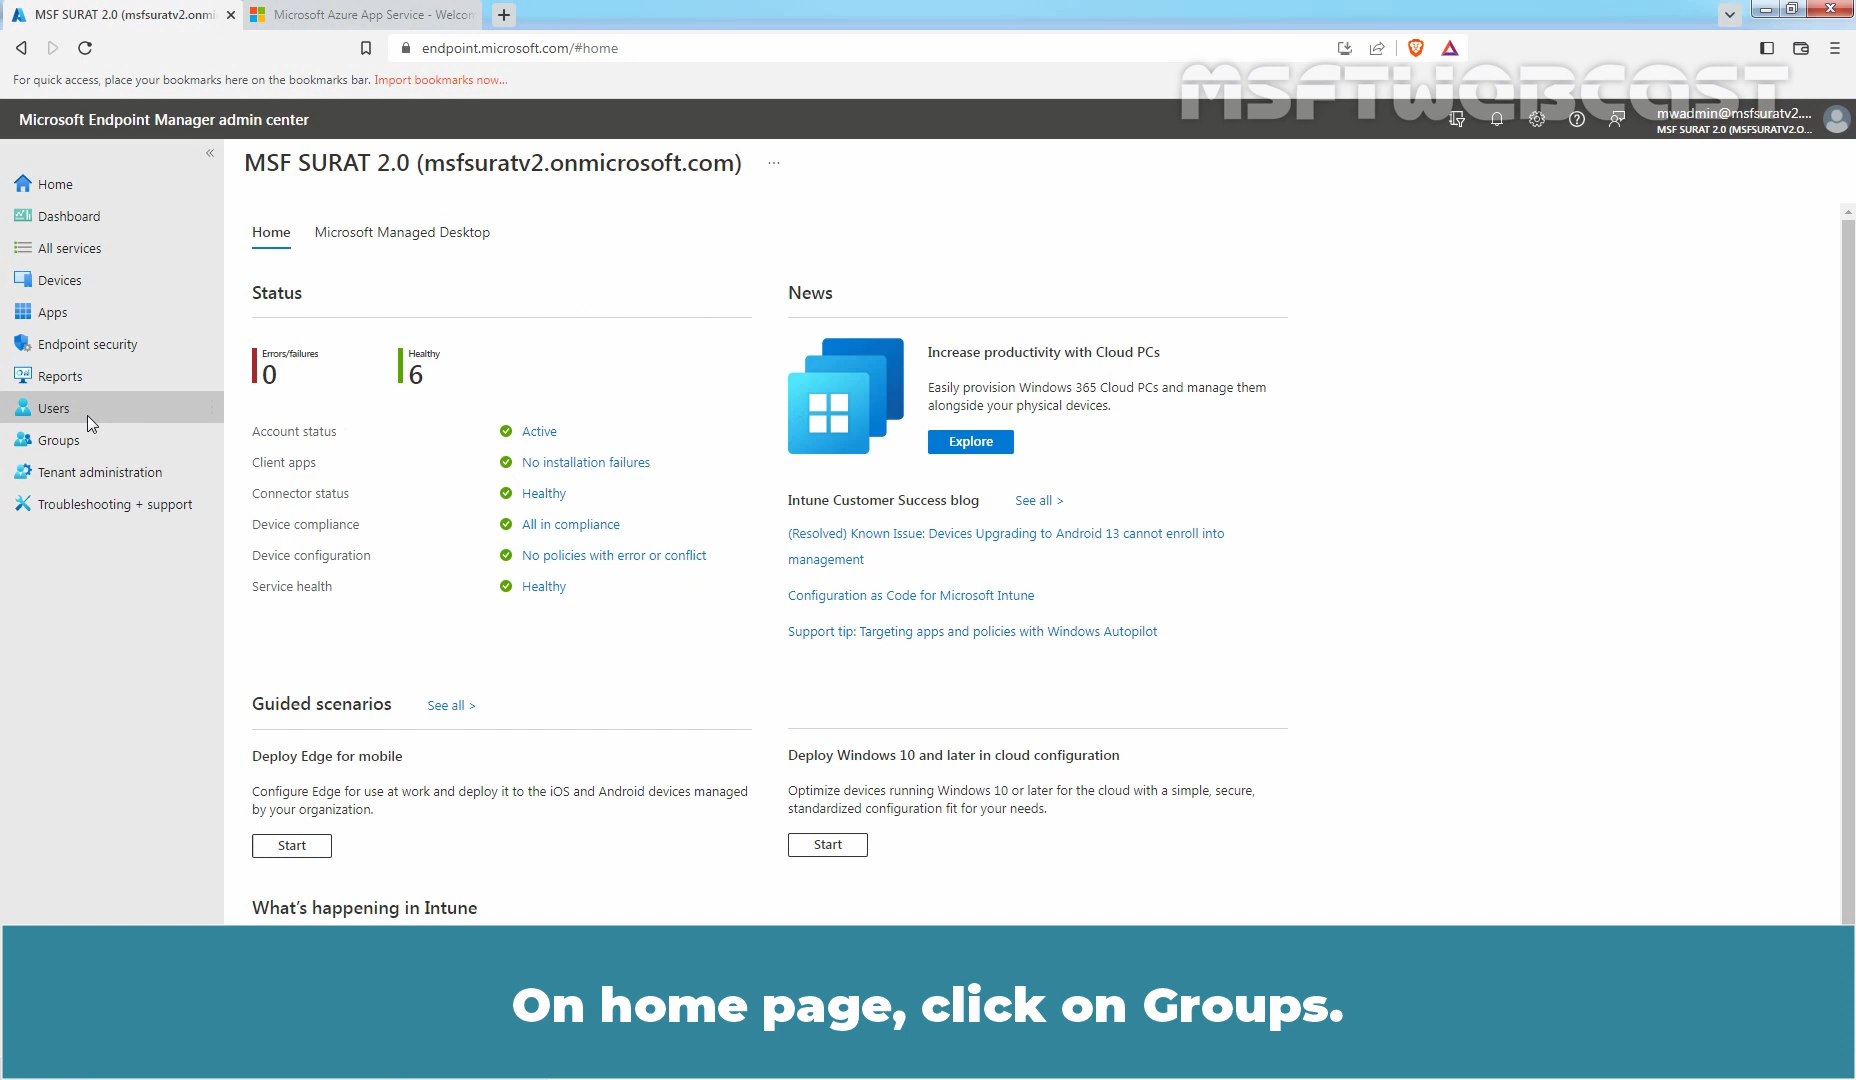 MSF SURAT 2.0 (msfsuratv2.onmi
Microsoft Azure App Service - Welcom
endpoint.microsoft.com/#home
For quick access, place your bookmarks here on the bookmarks bar. Import bookmarks now...
MSFTWEBCAST
Microsoft Endpoint Manager admin center
mwadmin@msfsuratv2....
MSF SURAT 2.0 (MSFSURATV2.O...
MSF SURAT 2.0 (msfsuratv2.onmicrosoft.com) ...
Home
Dashboard
All services
Devices
Apps
Endpoint security
Reports
Users
Groups
Tenant administration
Troubleshooting + support
Home
Microsoft Managed Desktop
Status
Errors/failures
0
Healthy
6
Account status Active
Client apps No installation failures
Connector status Healthy
Device compliance All in compliance
Device configuration No policies with error or conflict
Service health Healthy
News
Increase productivity with Cloud PCs
Easily provision Windows 365 Cloud PCs and manage them
alongside your physical devices.
Explore
Intune Customer Success blog See all >
(Resolved) Known Issue: Devices Upgrading to Android 13 cannot enroll into
management
Configuration as Code for Microsoft Intune
Support tip: Targeting apps and policies with Windows Autopilot
Guided scenarios See all >
Deploy Edge for mobile
Configure Edge for use at work and deploy it to the iOS and Android devices managed
by your organization.
Start
Deploy Windows 10 and later in cloud configuration
Optimize devices running Windows 10 or later for the cloud with a simple, secure,
standardized configuration fit for your needs.
Start
What's happening in Intune
On home page, click on Groups.